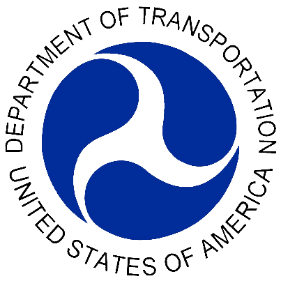 DEPARTMENT OF TRANSPORTATION
UNITED STATES OF AMERICA